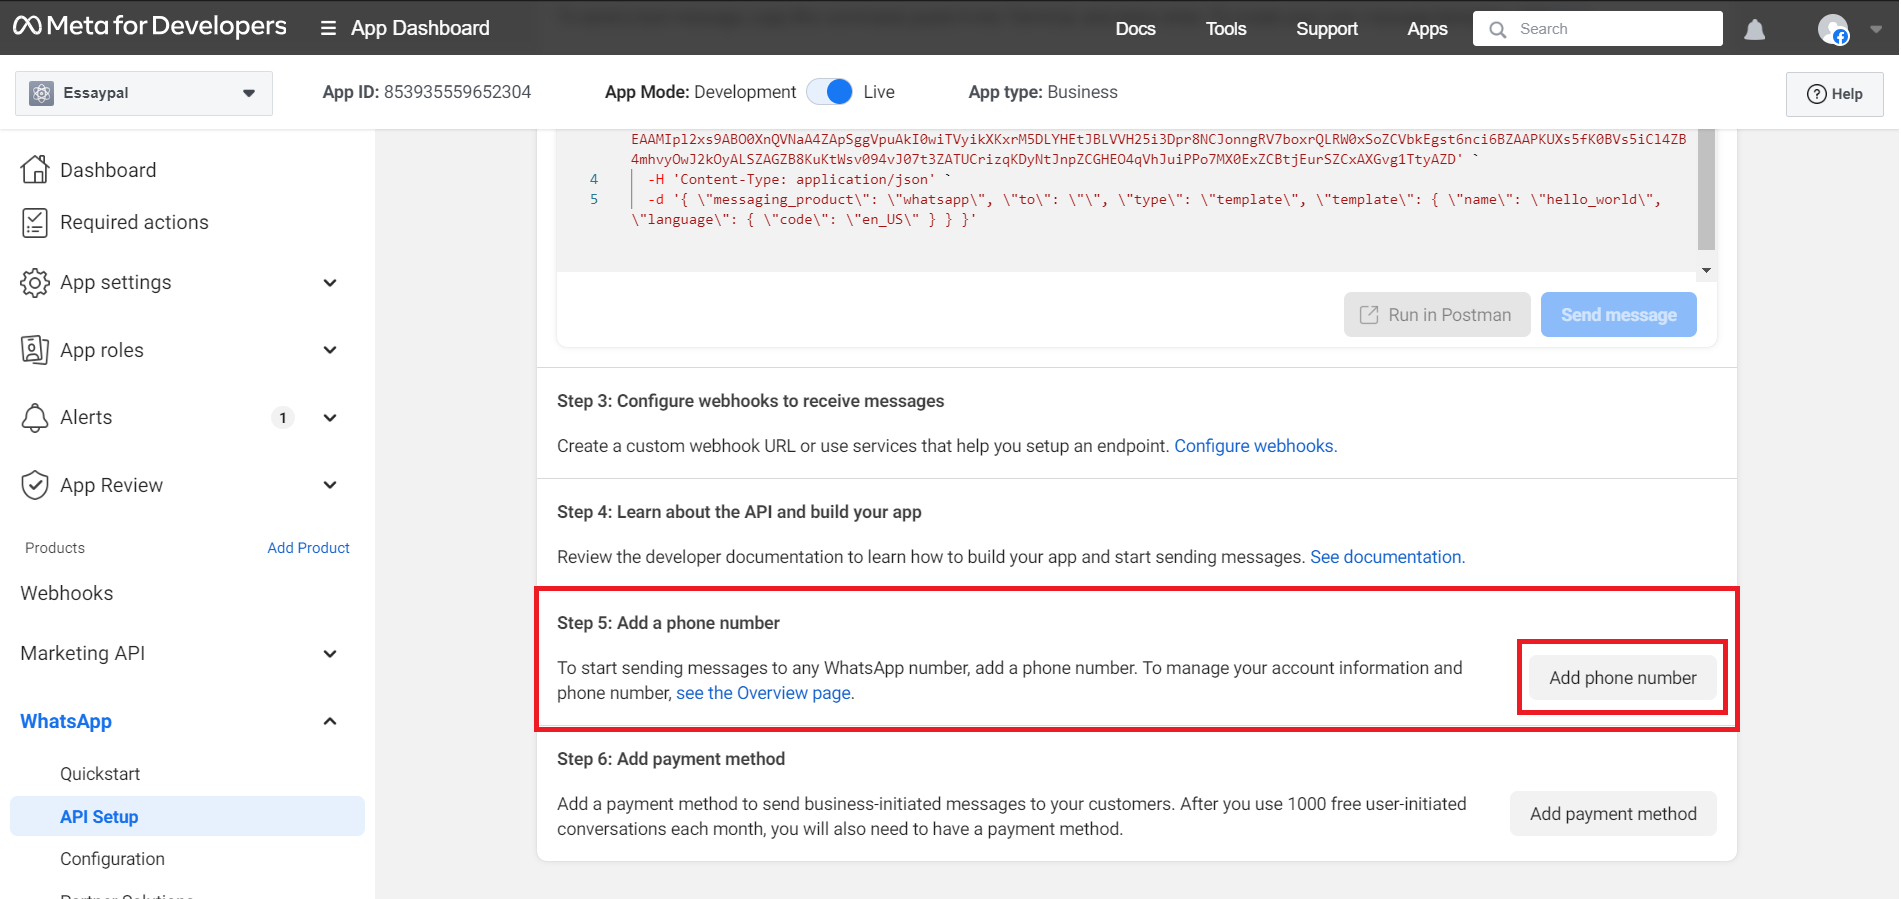 Meta for Developers
App Dashboard
Docs
Tools
Support
Apps
Search
Essaypal
App ID: 853935559652304
App Mode: Development
Live
App type: Business
Help
Dashboard
Required actions
App settings
App roles
Alerts
1
App Review
Products
Add Product
Webhooks
Marketing API
WhatsApp
Quickstart
API Setup
Configuration
EAAMIpl2xs9ABO0XnQVNaA4ZApSggVpuAkI0wiTVyikXKxrM5DLYHEtJBLVVH25i3Dpr8NCJonngRV7boxrQLRW0xSoZCVbkEgst6nci6BZAAPKUXs5fK0BVs5iCl4ZB
4mhvyOwJ2kOyALSZAGZB8KuKtWsv094vJ07t3ZATUCrizqKDyNtJnpZCGHEO4qVhJuiPPo7MX0ExZCBtjEurSZCxAXGvg1TtyAZD' `
4 -H 'Content-Type: application/json' `
5 -d '{ \"messaging_product\": \"whatsapp\", \"to\": \"\", \"type\": \"template\", \"template\": { \"name\": \"hello_world\",
\"language\": { \"code\": \"en_US\" } } }'
Run in Postman
Send message
Step 3: Configure webhooks to receive messages
Create a custom webhook URL or use services that help you setup an endpoint. Configure webhooks.
Step 4: Learn about the API and build your app
Review the developer documentation to learn how to build your app and start sending messages. See documentation.
Step 5: Add a phone number
To start sending messages to any WhatsApp number, add a phone number. To manage your account information and
phone number, see the Overview page.
Add phone number
Step 6: Add payment method
Add a payment method to send business-initiated messages to your customers. After you use 1000 free user-initiated
conversations each month, you will also need to have a payment method.
Add payment method